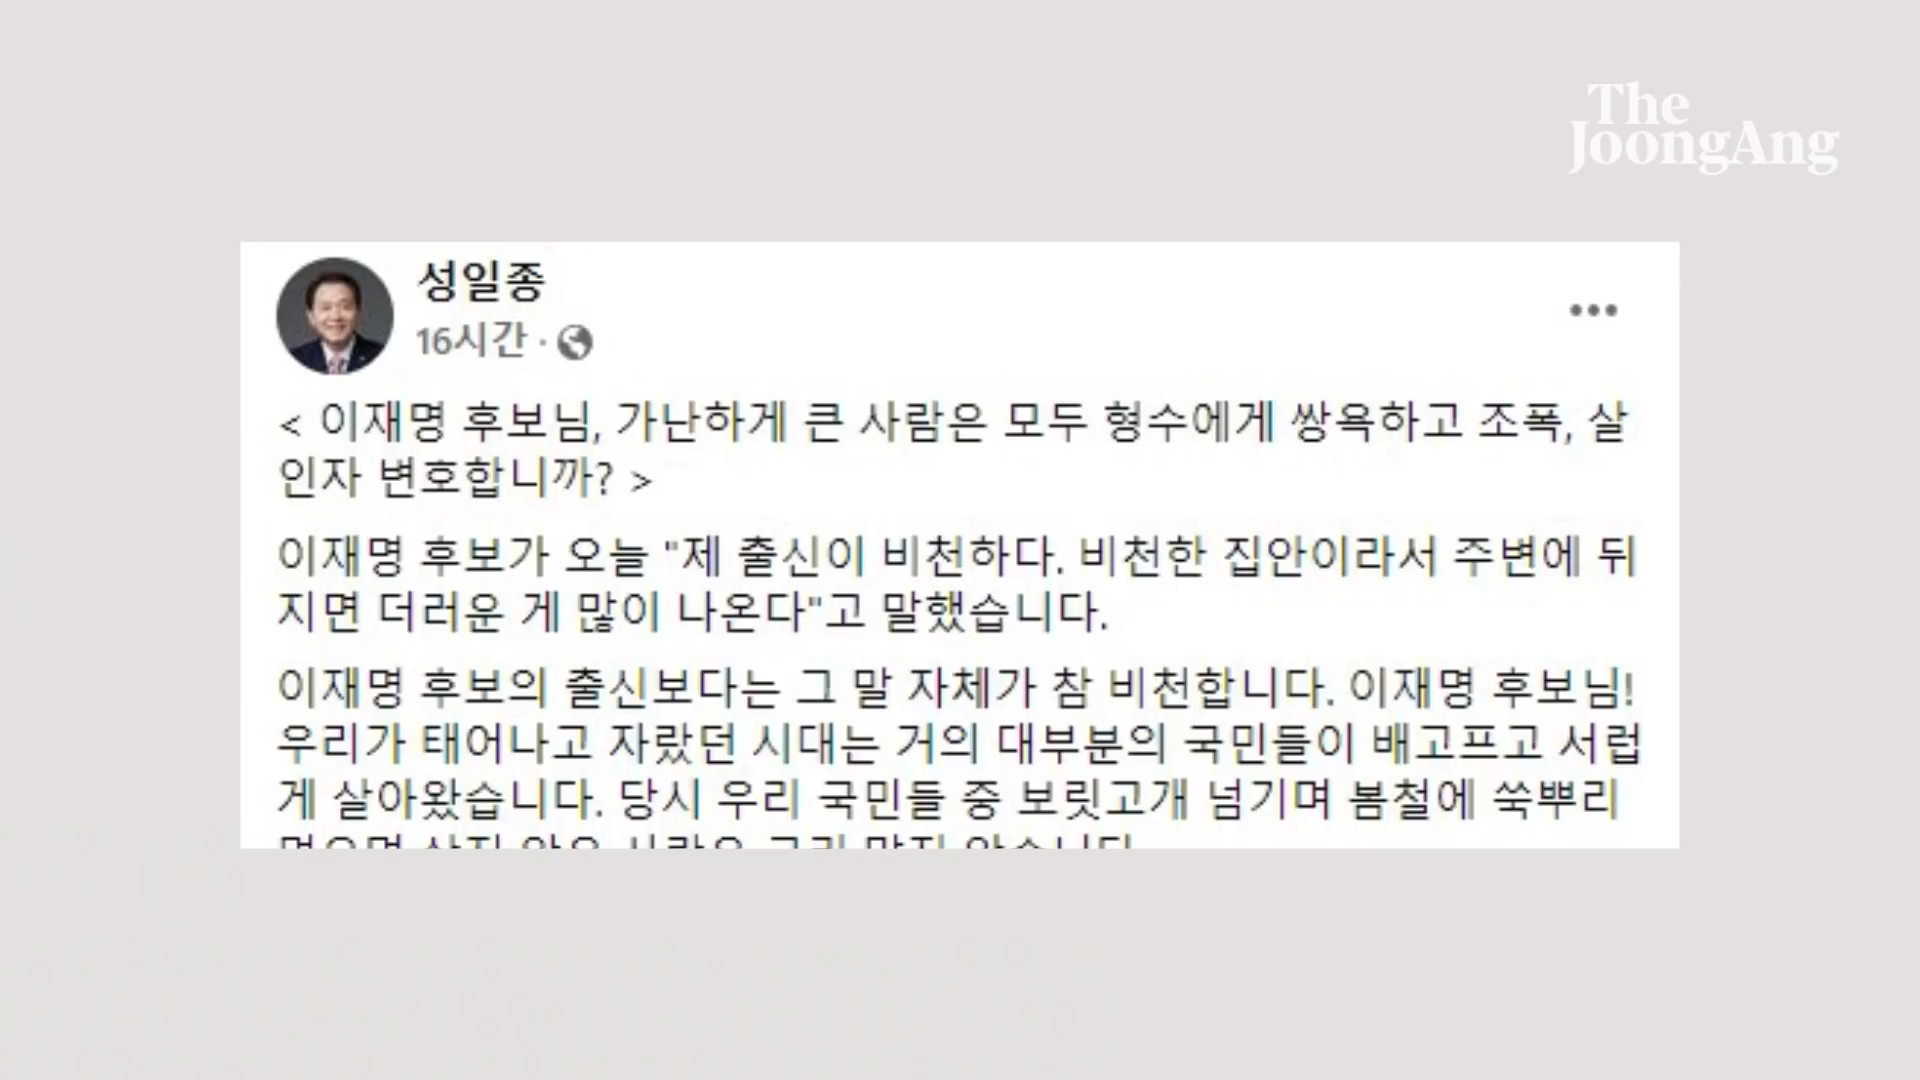 The
JoongAng
성일종
16시간 ·
< 이재명 후보님, 가난하게 큰 사람은 모두 형수에게 쌍욕하고 조폭, 살
인자 변호합니까? >
이재명 후보가 오늘 "제 출신이 비천하다. 비천한 집안이라서 주변에 뒤
지면 더러운 게 많이 나온다"고 말했습니다.
이재명 후보의 출신보다는 그 말 자체가 참 비천합니다. 이재명 후보님!
우리가 태어나고 자랐던 시대는 거의 대부분의 국민들이 배고프고 서럽
게 살아왔습니다. 당시 우리 국민들 중 보릿고개 넘기며 봄철에 쑥뿌리